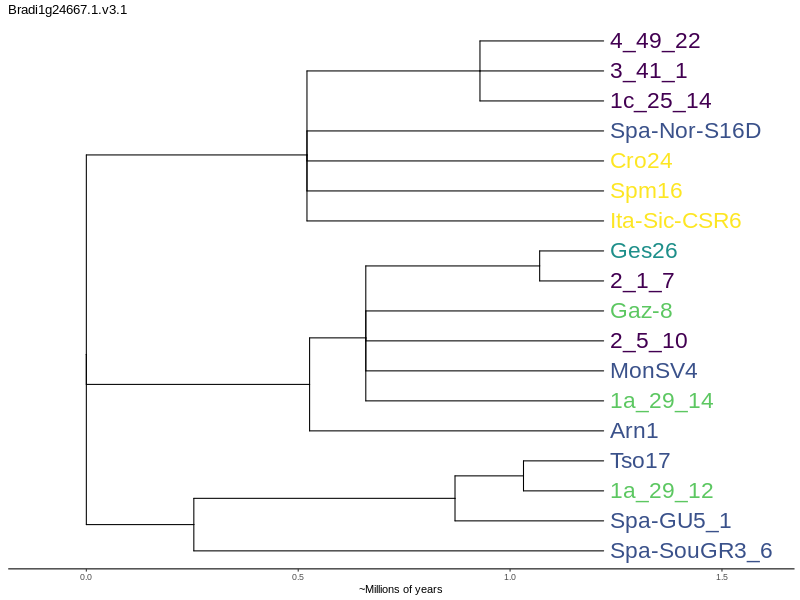 Bradi1g24667.1.v3.1
4_49_22
3_41_1
1c_25_14
Spa-Nor-S16D
Cro24
Spm16
Ita-Sic-CSR6
Ges26
2_1_7
Gaz-8
2_5_10
MonSV4
1a_29_14
Arn1
Tso17
1a_29_12
Spa-GU5_1
Spa-SouGR3_6
0.0 0.5 1.0 1.5
~Millions of years